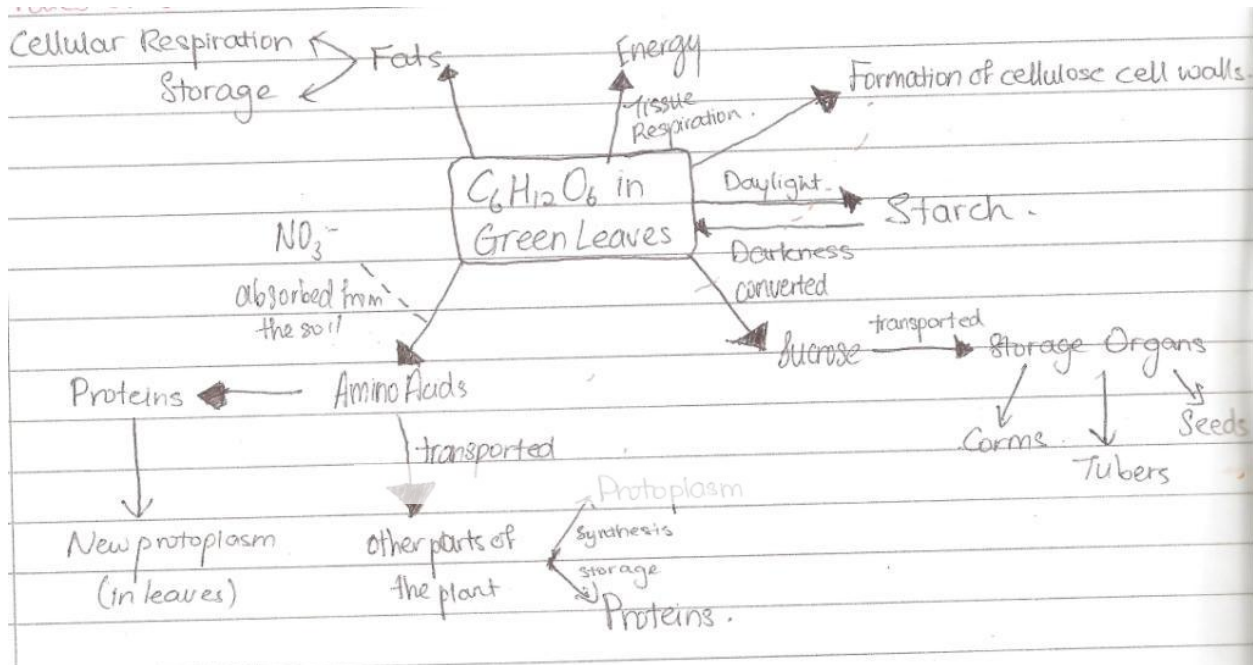 Cellular Respiration
Storage
Fats
Energy
Tissue
Respiration.
Formation of cellulose cell walls.
C₆H₁₂O₆ in
Green Leaves
Daylight.
Starch.
Darkness
NO₃⁻
absorbed from
the soil
converted
Sucrose
transported
Storage Organs
Corms.
Tubers
Seeds
Amino Acids
Proteins
transported
New protoplasm
(in leaves)
other parts of
the plant
Protoplasm
Synthesis
storage
Proteins.